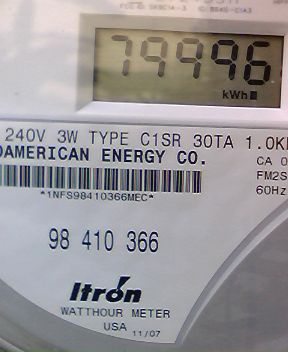 79996
kWh
240V 3W TYPE C1SR 30TA 1.0K
AMERICAN ENERGY CO.
CA 0
FM2S
60Hz
*1NFS98410366MEC*
98 410 366
Itrón
WATTHOUR METER
USA 11/07